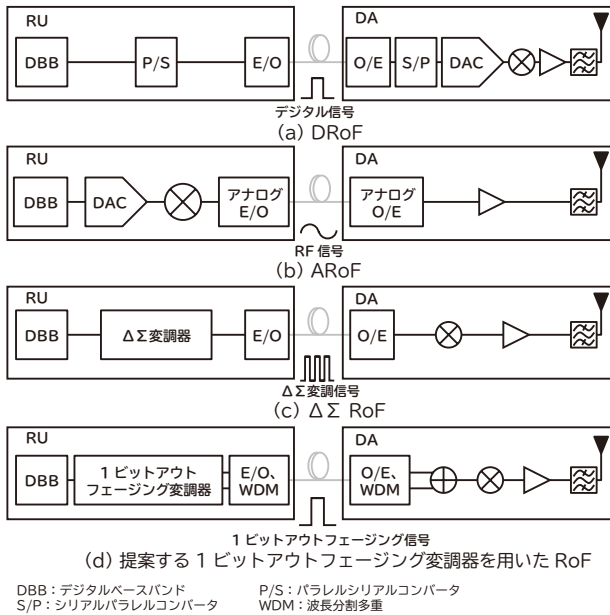 RU
DA
DBB
P/S
E/O
O/E
S/P
DAC
デジタル信号
(a) DRoF
RU
DA
DBB
DAC
アナログ
E/O
アナログ
O/E
RF 信号
(b) ARoF
RU
DA
DBB
ΔΣ変調器
E/O
O/E
ΔΣ変調信号
(c) ΔΣ RoF
RU
DA
DBB
1 ビットアウト
フェージング変調器
E/O、
WDM
O/E、
WDM
1 ビットアウトフェージング信号
(d) 提案する 1 ビットアウトフェージング変調器を用いた RoF
DBB：デジタルベースバンド
P/S：パラレルシリアルコンバータ
S/P：シリアルパラレルコンバータ
WDM：波長分割多重